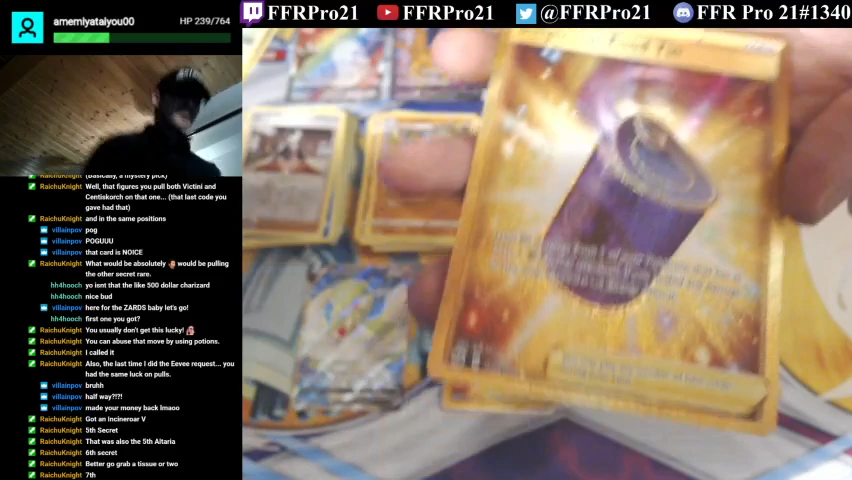 amemiyataiyou00
HP 239/764
FFRPro21
FFRPro21
@FFRPro21
FFR Pro 21#1340
(Basically, a mystery pick)
RaichuKnight Well, that figures you pull both Victini and
Centiskorch on that one... (that last code you
gave had that)
RaichuKnight and in the same positions
villainpov pog
villainpov POGUUU
villainpov that card is NOICE
RaichuKnight What would be absolutely would be pulling
the other secret rare.
hh4hooch yo isnt that the like 500 dollar charizard
hh4hooch nice bud
villainpov here for the ZARDS baby let's go!
hh4hooch first one you got?
RaichuKnight You usually don't get this lucky!
RaichuKnight You can abuse that move by using potions.
RaichuKnight I called it
RaichuKnight Also, the last time I did the Eevee request... you
had the same luck on pulls.
villainpov bruhh
villainpov half way?!?!
villainpov made your money back lmaoo
RaichuKnight Got an Incineroar V
RaichuKnight 5th Secret
RaichuKnight That was also the 5th Altaria
RaichuKnight 6th secret
RaichuKnight Better go grab a tissue or two
RaichuKnight 7th